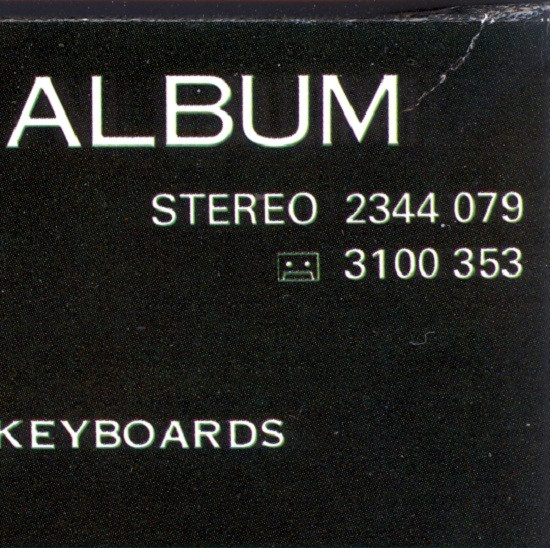 ALBUM
STEREO 2344 079
3100 353
KEYBOARDS